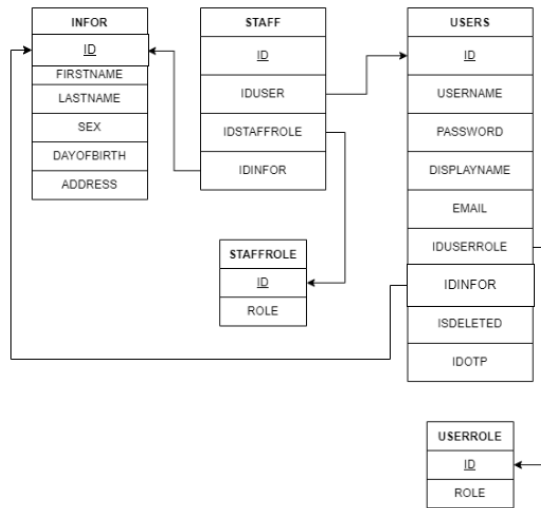 INFOR
ID
FIRSTNAME
LASTNAME
SEX
DAYOFBIRTH
ADDRESS
STAFF
ID
IDUSER
IDSTAFFROLE
IDINFOR
STAFFROLE
ID
ROLE
USERS
ID
USERNAME
PASSWORD
DISPLAYNAME
EMAIL
IDUSERROLE
IDINFOR
ISDELETED
IDOTP
USERROLE
ID
ROLE